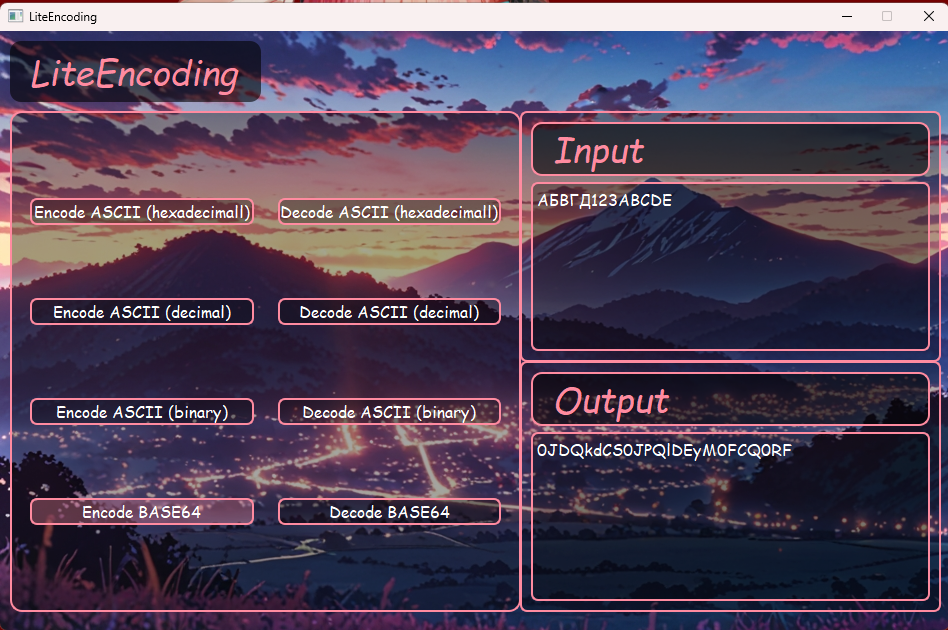 LiteEncoding
LiteEncoding
Encode ASCII (hexadecimall)
Decode ASCII (hexadecimall)
Encode ASCII (decimal)
Decode ASCII (decimal)
Encode ASCII (binary)
Decode ASCII (binary)
Encode BASE64
Decode BASE64
Input
АБВГД123ABCDE
Output
0JDQkdCS0JPQlDEyM0FCQ0RF